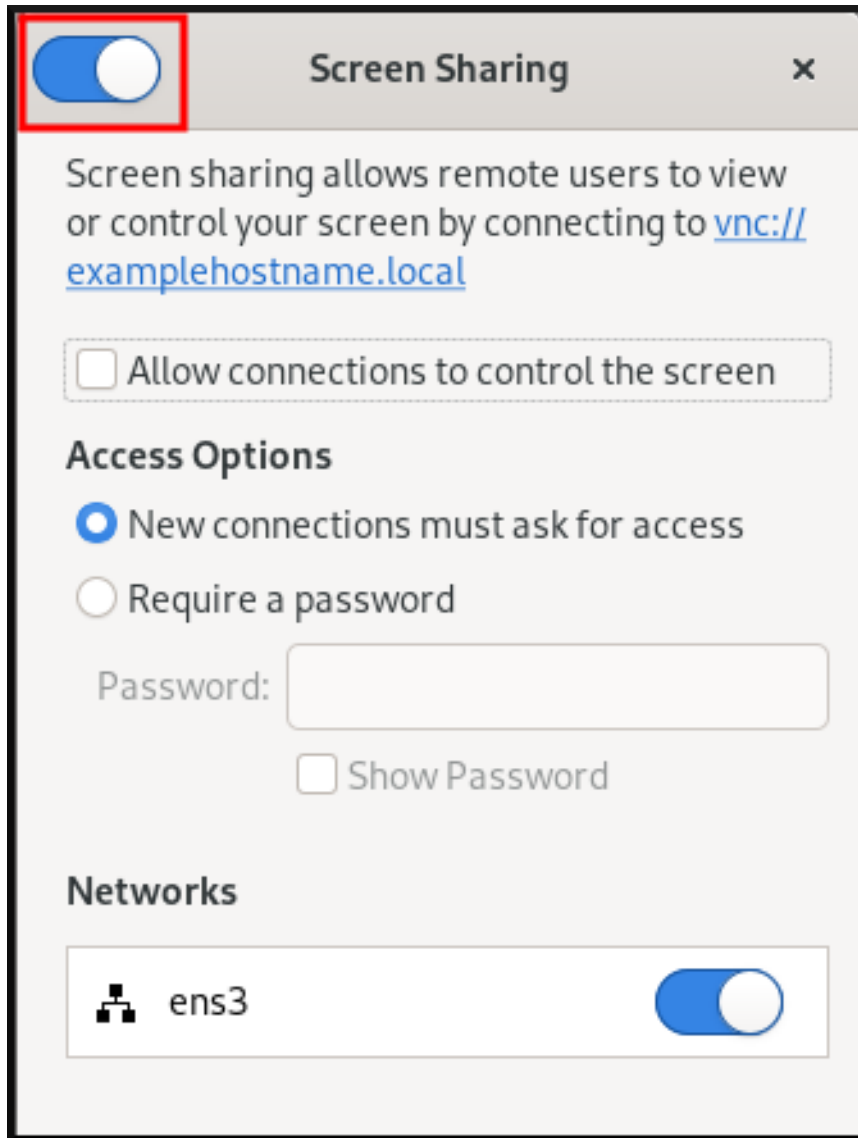 Screen Sharing
Screen sharing allows remote users to view
or control your screen by connecting to vnc://
examplehostname.local
Allow connections to control the screen
Access Options
New connections must ask for access
Require a password
Password:
Show Password
Networks
ens3